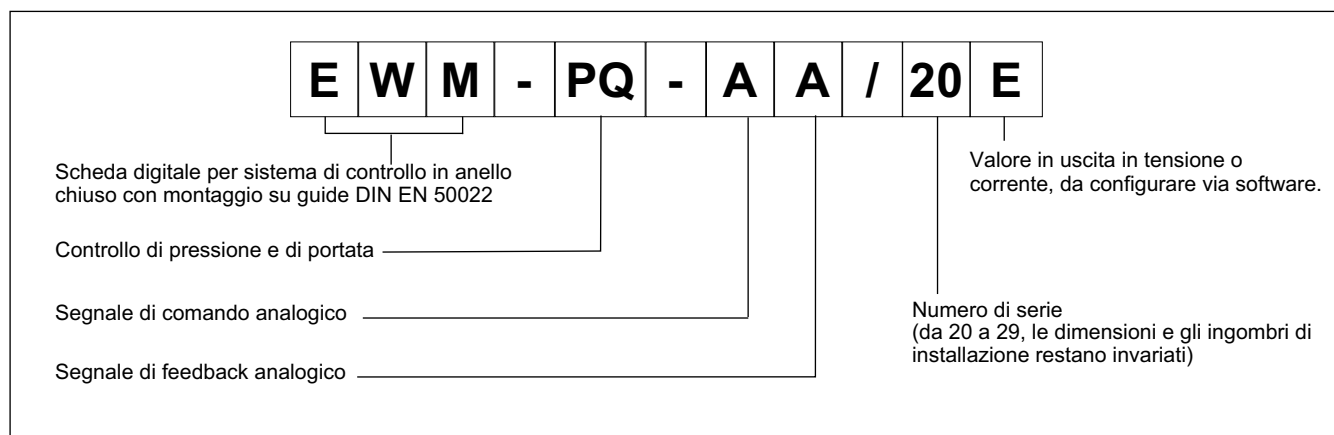 E W M - PQ - A A / 20 E
Scheda digitale per sistema di controllo in anello
chiuso con montaggio su guide DIN EN 50022
Valore in uscita in tensione o
corrente, da configurare via software.
Controllo di pressione e di portata
Segnale di comando analogico
Numero di serie
(da 20 a 29, le dimensioni e gli ingombri di
installazione restano invariati)
Segnale di feedback analogico